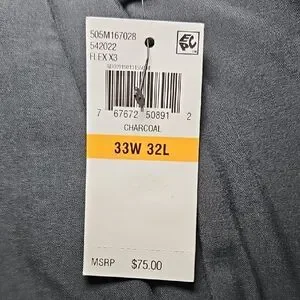 505M167028
542022
FLEX X3
7 67672 50891 2
CHARCOAL
33W 32L
MSRP $75.00